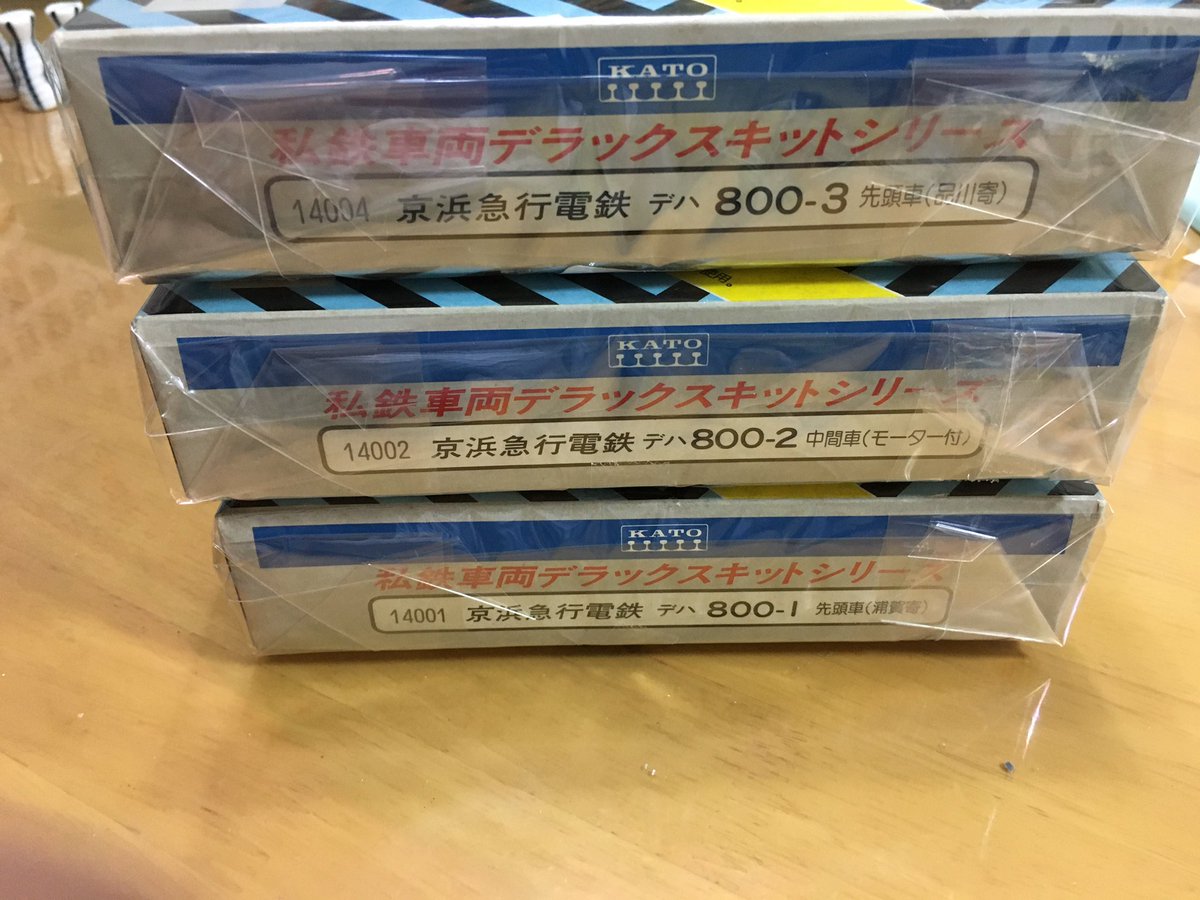 KATO
私鉄車両デラックスキットシリーズ
14004 京浜急行電鉄 デハ 800-3 先頭車(品川寄)
用。
KATO
私鉄車両デラックスキットシリーズ
14002 京浜急行電鉄 デハ 800-2 中間車(モーター付)
KATO
私鉄車両デラックスキットシリーズ
14001 京浜急行電鉄 デハ 800-1 先頭車(浦賀寄)